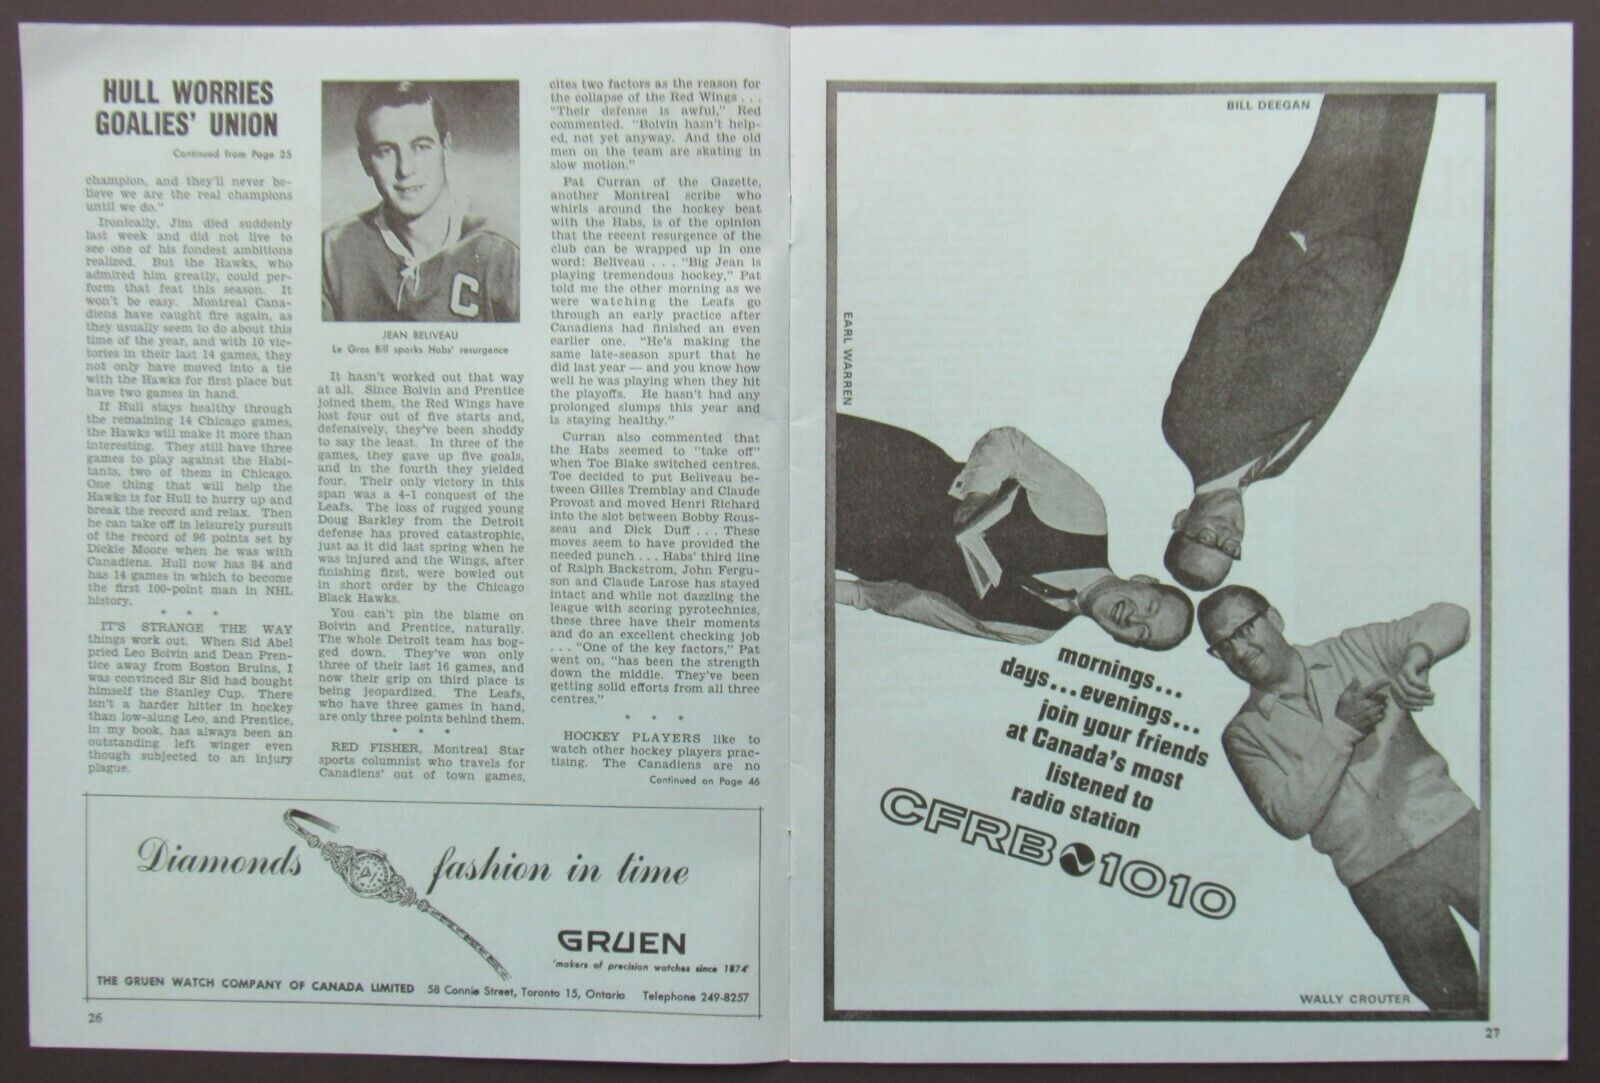 HULL WORRIES
GOALIES' UNION
Continued from Page 25
champion, and they'll never be-
lieve we are the real champions
until we do."
Ironically, Jim died suddenly
last week and did not live to
see one of his fondest ambitions
realized. But the Hawks, who
admired him greatly, could per-
form that feat this season. It
won't be easy. Montreal Cana-
diens have caught fire again, as
they usually seem to do about this
time of the year, and with 10 vic-
tories in their last 14 games, they
not only have moved into a tie
with the Hawks for first place but
have two games in hand.
If Hull stays healthy through
the remaining 14 Chicago games,
the Hawks will make it more than
interesting. They still have three
games to play against the Habi-
tants, two of them in Chicago.
One thing that will help the
Hawks is for Hull to hurry up and
break the record and relax. Then
he can take off in leisurely pursuit
of the record of 96 points set by
Dickie Moore when he was with
Canadiens. Hull now has 84 and
has 14 games in which to become
the first 100-point man in NHL
history.
* * *
IT'S STRANGE THE WAY
things work out. When Sid Abel
pried Leo Boivin and Dean Pren-
tice away from Boston Bruins, I
was convinced Sir Sid had bought
himself the Stanley Cup. There
isn't a harder hitter in hockey
than low-slung Leo, and Prentice,
in my book, has always been an
outstanding left winger even
though subjected to an injury
plague.
C
JEAN BELIVEAU
Le Gros Bill sparks Habs' resurgence
It hasn't worked out that way
at all. Since Boivin and Prentice
joined them, the Red Wings have
lost four out of five starts and,
defensively, they've been shoddy
to say the least. In three of the
games, they gave up five goals,
and in the fourth they yielded
four. Their only victory in this
span was a 4-1 conquest of the
Leafs. The loss of rugged young
Doug Barkley from the Detroit
defense has proved catastrophic,
just as it did last spring when he
was injured and the Wings, after
finishing first, were bowled out
in short order by the Chicago
Black Hawks.
You can't pin the blame on
Boivin and Prentice, naturally.
The whole Detroit team has bog-
ged down. They've won only
three of their last 16 games, and
now their grip on third place is
being jeopardized. The Leafs,
who have three games in hand,
are only three points behind them.
* * *
RED FISHER, Montreal Star
sports columnist who travels for
Canadiens' out of town games,
cites two factors as the reason for
the collapse of the Red Wings . . .
"Their defense is awful," Red
commented. "Boivin hasn't help-
ed, not yet anyway. And the old
men on the team are skating in
slow motion."
Pat Curran of the Gazette,
another Montreal scribe who
whirls around the hockey beat
with the Habs, is of the opinion
that the recent resurgence of the
club can be wrapped up in one
word: Beliveau . . . "Big Jean is
playing tremendous hockey," Pat
told me the other morning as we
were watching the Leafs go
through an early practice after
Canadiens had finished an even
earlier one. "He's making the
same late-season spurt that he
did last year — and you know how
well he was playing when they hit
the playoffs. He hasn't had any
prolonged slumps this year and
is staying healthy."
Curran also commented that
the Habs seemed to "take off"
when Toe Blake switched centres.
Toe decided to put Beliveau be-
tween Gilles Tremblay and Claude
Provost and moved Henri Richard
into the slot between Bobby Rous-
seau and Dick Duff . . . These
moves seem to have provided the
needed punch . . . Habs' third line
of Ralph Backstrom, John Fergu-
son and Claude Larose has stayed
intact and while not dazzling the
league with scoring pyrotechnics,
these three have their moments
and do an excellent checking job
. . . "One of the key factors," Pat
went on, "has been the strength
down the middle. They've been
getting solid efforts from all three
centres."
* * *
HOCKEY PLAYERS like to
watch other hockey players prac-
tising. The Canadiens are no
Continued on Page 46
Diamonds fashion in time
GRUEN
'makers of precision watches since 1874'
THE GRUEN WATCH COMPANY OF CANADA LIMITED 58 Connie Street, Toronto 15, Ontario Telephone 249-8257
26
BILL DEEGAN
EARL WARREN
mornings...
days...evenings...
join your friends
at Canada's most
listened to
radio station
CFRB 1010
WALLY CROUTER
27